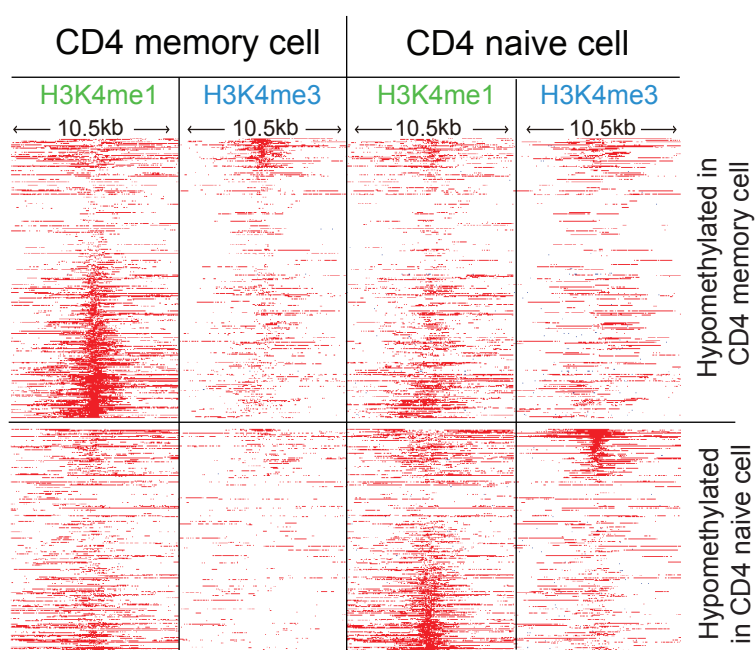 CD4 memory cell
CD4 naive cell
H3K4me1
H3K4me3
H3K4me1
H3K4me3
10.5kb
10.5kb
10.5kb
10.5kb
Hypomethylated in
CD4 memory cell
Hypomethylated
in CD4 naive cell